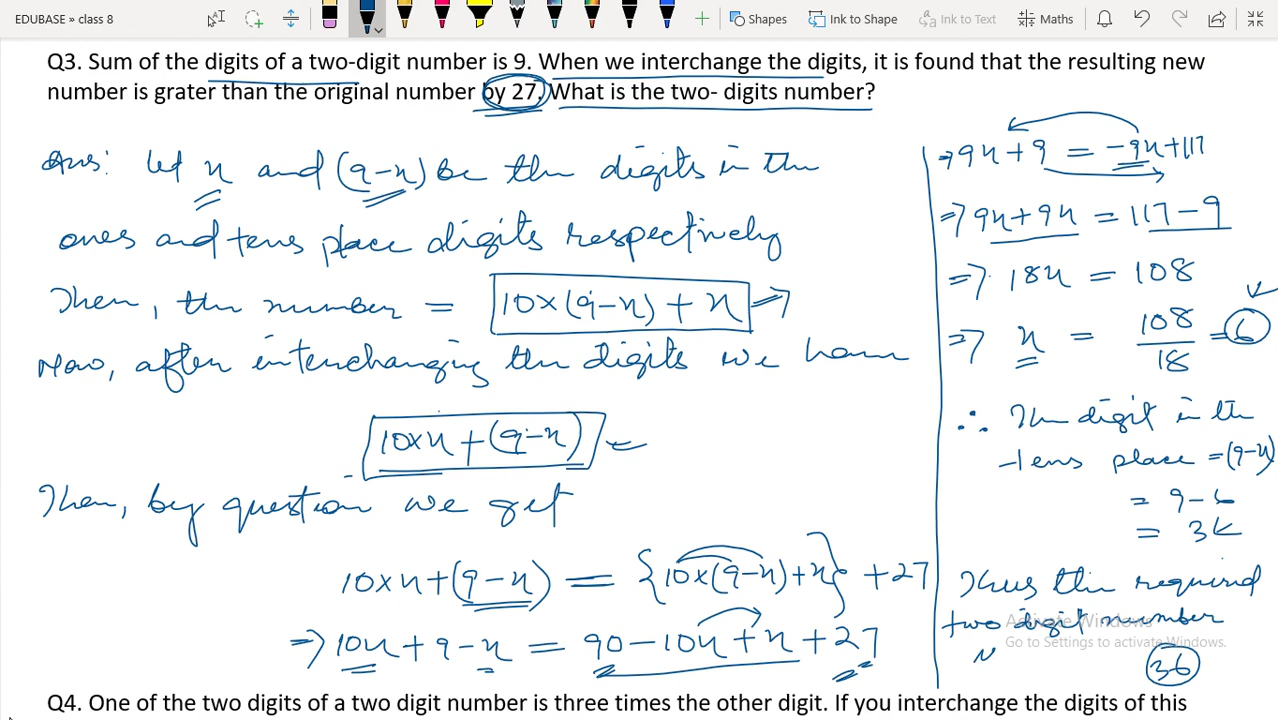 EDUBASE » class 8
Shapes
Ink to Shape
Ink to Text
Maths
Q3. Sum of the digits of a two-digit number is 9. When we interchange the digits, it is found that the resulting new
number is grater than the original number by 27. What is the two- digits number?
Ans: Let x and (9-x) be the digits in the
ones and tens place digits respectively
Then, the number = 10×(9-x) + x ⇒
Now, after interchanging the digits we have
10×x + (9-x)
Then, by question we get
10×x+(9-x) = {10×(9-x)+x} +27
⇒ 10x + 9 - x = 90 - 10x + x + 27
⇒ 9x + 9 = -9x + 117
⇒ 9x + 9x = 117 - 9
⇒ 18x = 108
⇒ x = 108/18 = 6
∴ The digit in the
tens place = (9-x)
= 9 - 6
= 3
Thus the required
two digit number
36
Activate Windows
Go to Settings to activate Windows.
Q4. One of the two digits of a two digit number is three times the other digit. If you interchange the digits of this